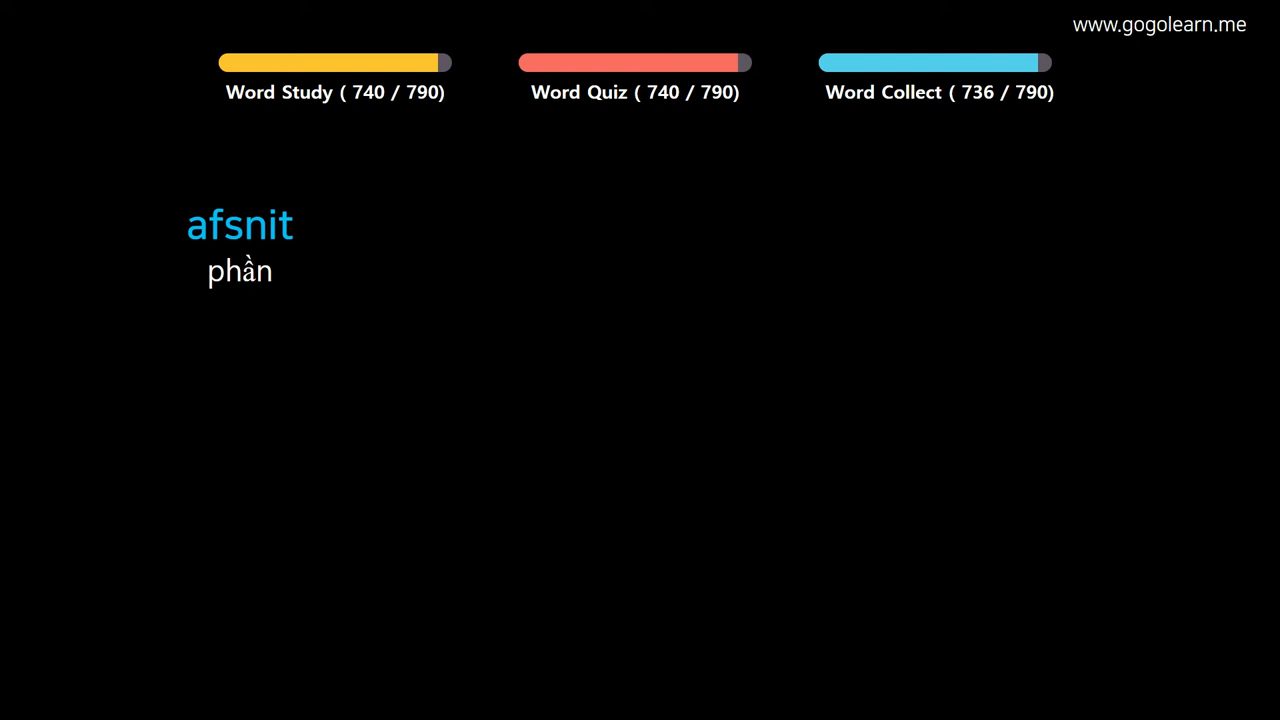 www.gogolearn.me
Word Study ( 740 / 790)
Word Quiz ( 740 / 790)
Word Collect ( 736 / 790)
afsnit
phần